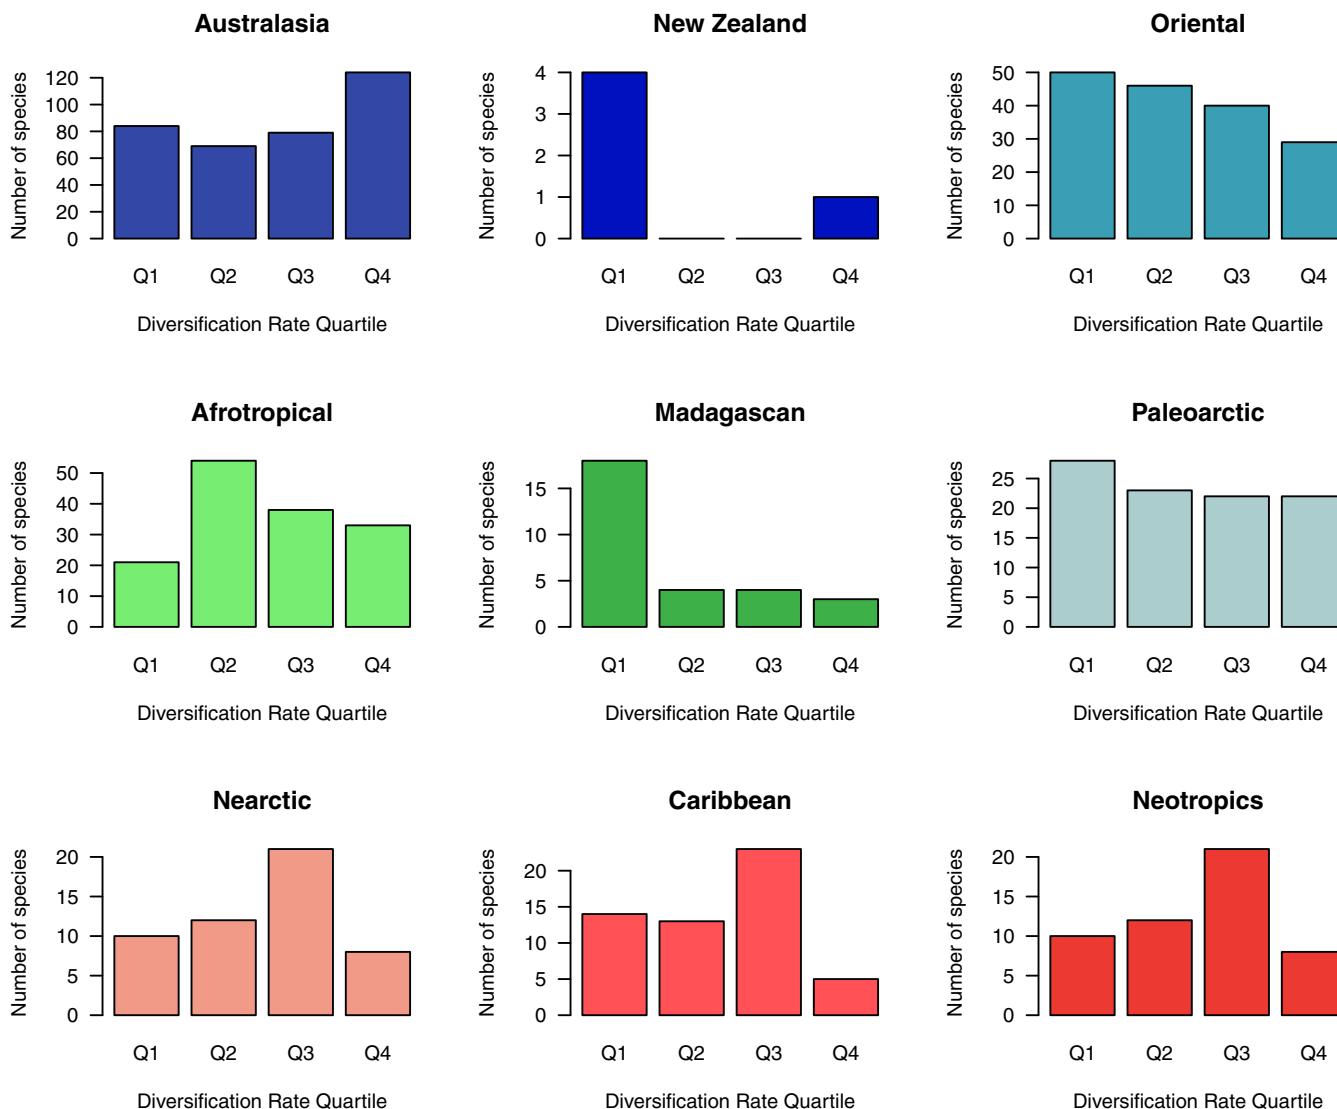 Australasia
New Zealand
Oriental
Number of species
120
100
80
60
40
20
0
Q1 Q2 Q3 Q4
Diversification Rate Quartile
Number of species
4
3
2
1
0
Q1 Q2 Q3 Q4
Diversification Rate Quartile
Number of species
50
40
30
20
10
0
Q1 Q2 Q3 Q4
Diversification Rate Quartile
Afrotropical
Madagascan
Paleoarctic
Number of species
50
40
30
20
10
0
Q1 Q2 Q3 Q4
Diversification Rate Quartile
Number of species
15
10
5
0
Q1 Q2 Q3 Q4
Diversification Rate Quartile
Number of species
25
20
15
10
5
0
Q1 Q2 Q3 Q4
Diversification Rate Quartile
Nearctic
Caribbean
Neotropics
Number of species
20
15
10
5
0
Q1 Q2 Q3 Q4
Diversification Rate Quartile
Number of species
20
15
10
5
0
Q1 Q2 Q3 Q4
Diversification Rate Quartile
Number of species
20
15
10
5
0
Q1 Q2 Q3 Q4
Diversification Rate Quartile